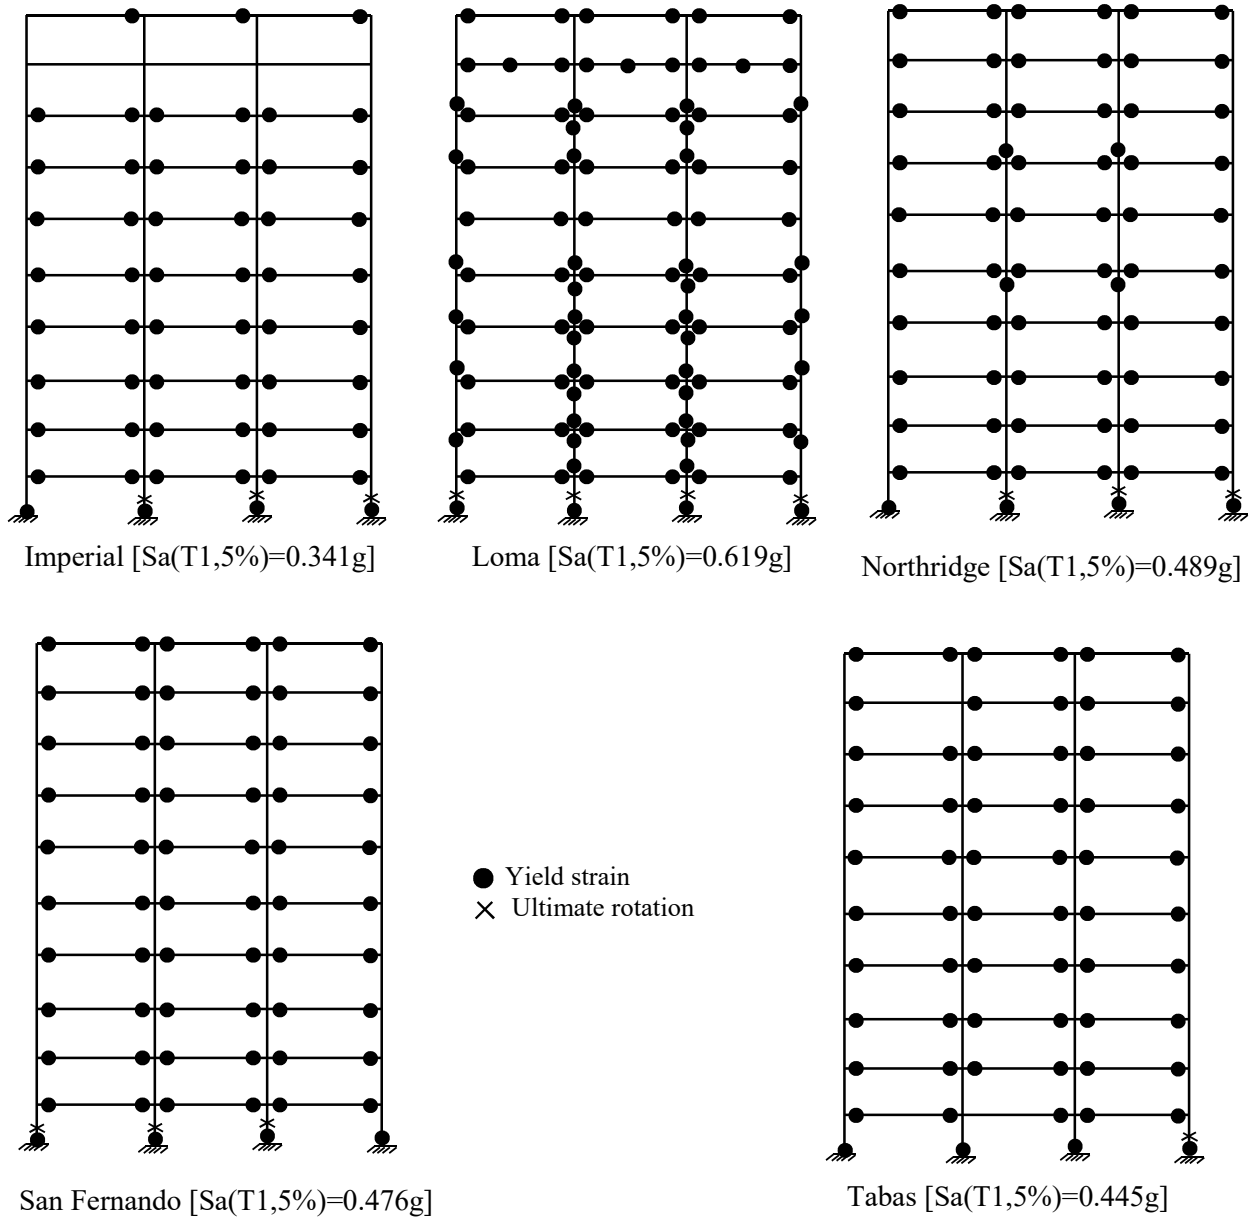 Imperial [Sa(T1,5%)=0.341g]
Loma [Sa(T1,5%)=0.619g]
Northridge [Sa(T1,5%)=0.489g]
Yield strain
Ultimate rotation
San Fernando [Sa(T1,5%)=0.476g]
Tabas [Sa(T1,5%)=0.445g]